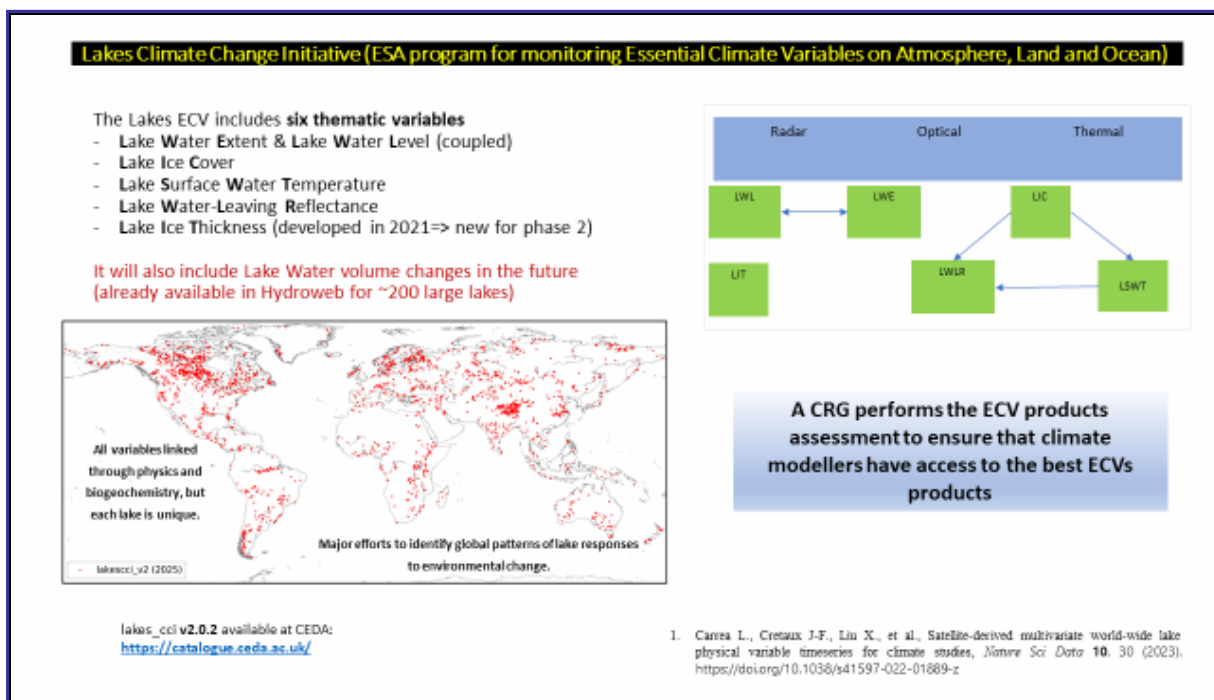 Lakes Climate Change Initiative (ESA program for monitoring Essential Climate Variables on Atmosphere, Land and Ocean)
The Lakes ECV includes six thematic variables
- Lake Water Extent & Lake Water Level (coupled)
- Lake Ice Cover
- Lake Surface Water Temperature
- Lake Water-Leaving Reflectance
- Lake Ice Thickness (developed in 2021=> new for phase 2)
It will also include Lake Water volume changes in the future
(already available in Hydroweb for ~200 large lakes)
Radar Optical Thermal
LWL LWE LIC
LIT LWLR LSWT
All variables linked
through physics and
biogeochemistry, but
each lake is unique.
Major efforts to identify global patterns of lake responses
to environmental change.
- lakescci_v2 (2025)
A CRG performs the ECV products
assessment to ensure that climate
modellers have access to the best ECVs
products
lakes_cci v2.0.2 available at CEDA:
https://catalogue.ceda.ac.uk/
1. Carrea L., Cretaux J-F., Liu X., et al., Satellite-derived multivariate world-wide lake
physical variable timeseries for climate studies, Nature Sci Data 10, 30 (2023).
https://doi.org/10.1038/s41597-022-01889-z